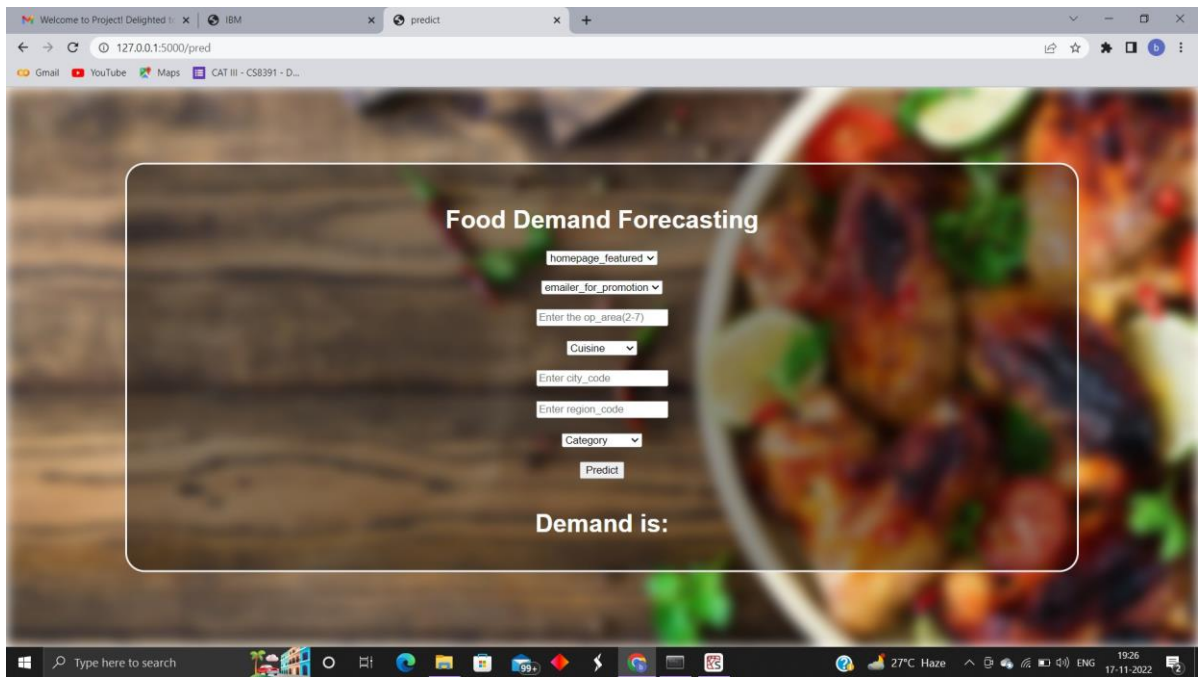 Welcome to Project! Delighted t
IBM
predict
127.0.0.1:5000/pred
b
Gmail
YouTube
Maps
CAT III - CS8391 - D...
Food Demand Forecasting
homepage_featured
emailer_for_promotion
Enter the op_area(2-7)
Cuisine
Enter city_code
Enter region_code
Category
Predict
Demand is:
Type here to search
99+
27°C Haze
ENG
19:26
17-11-2022
2